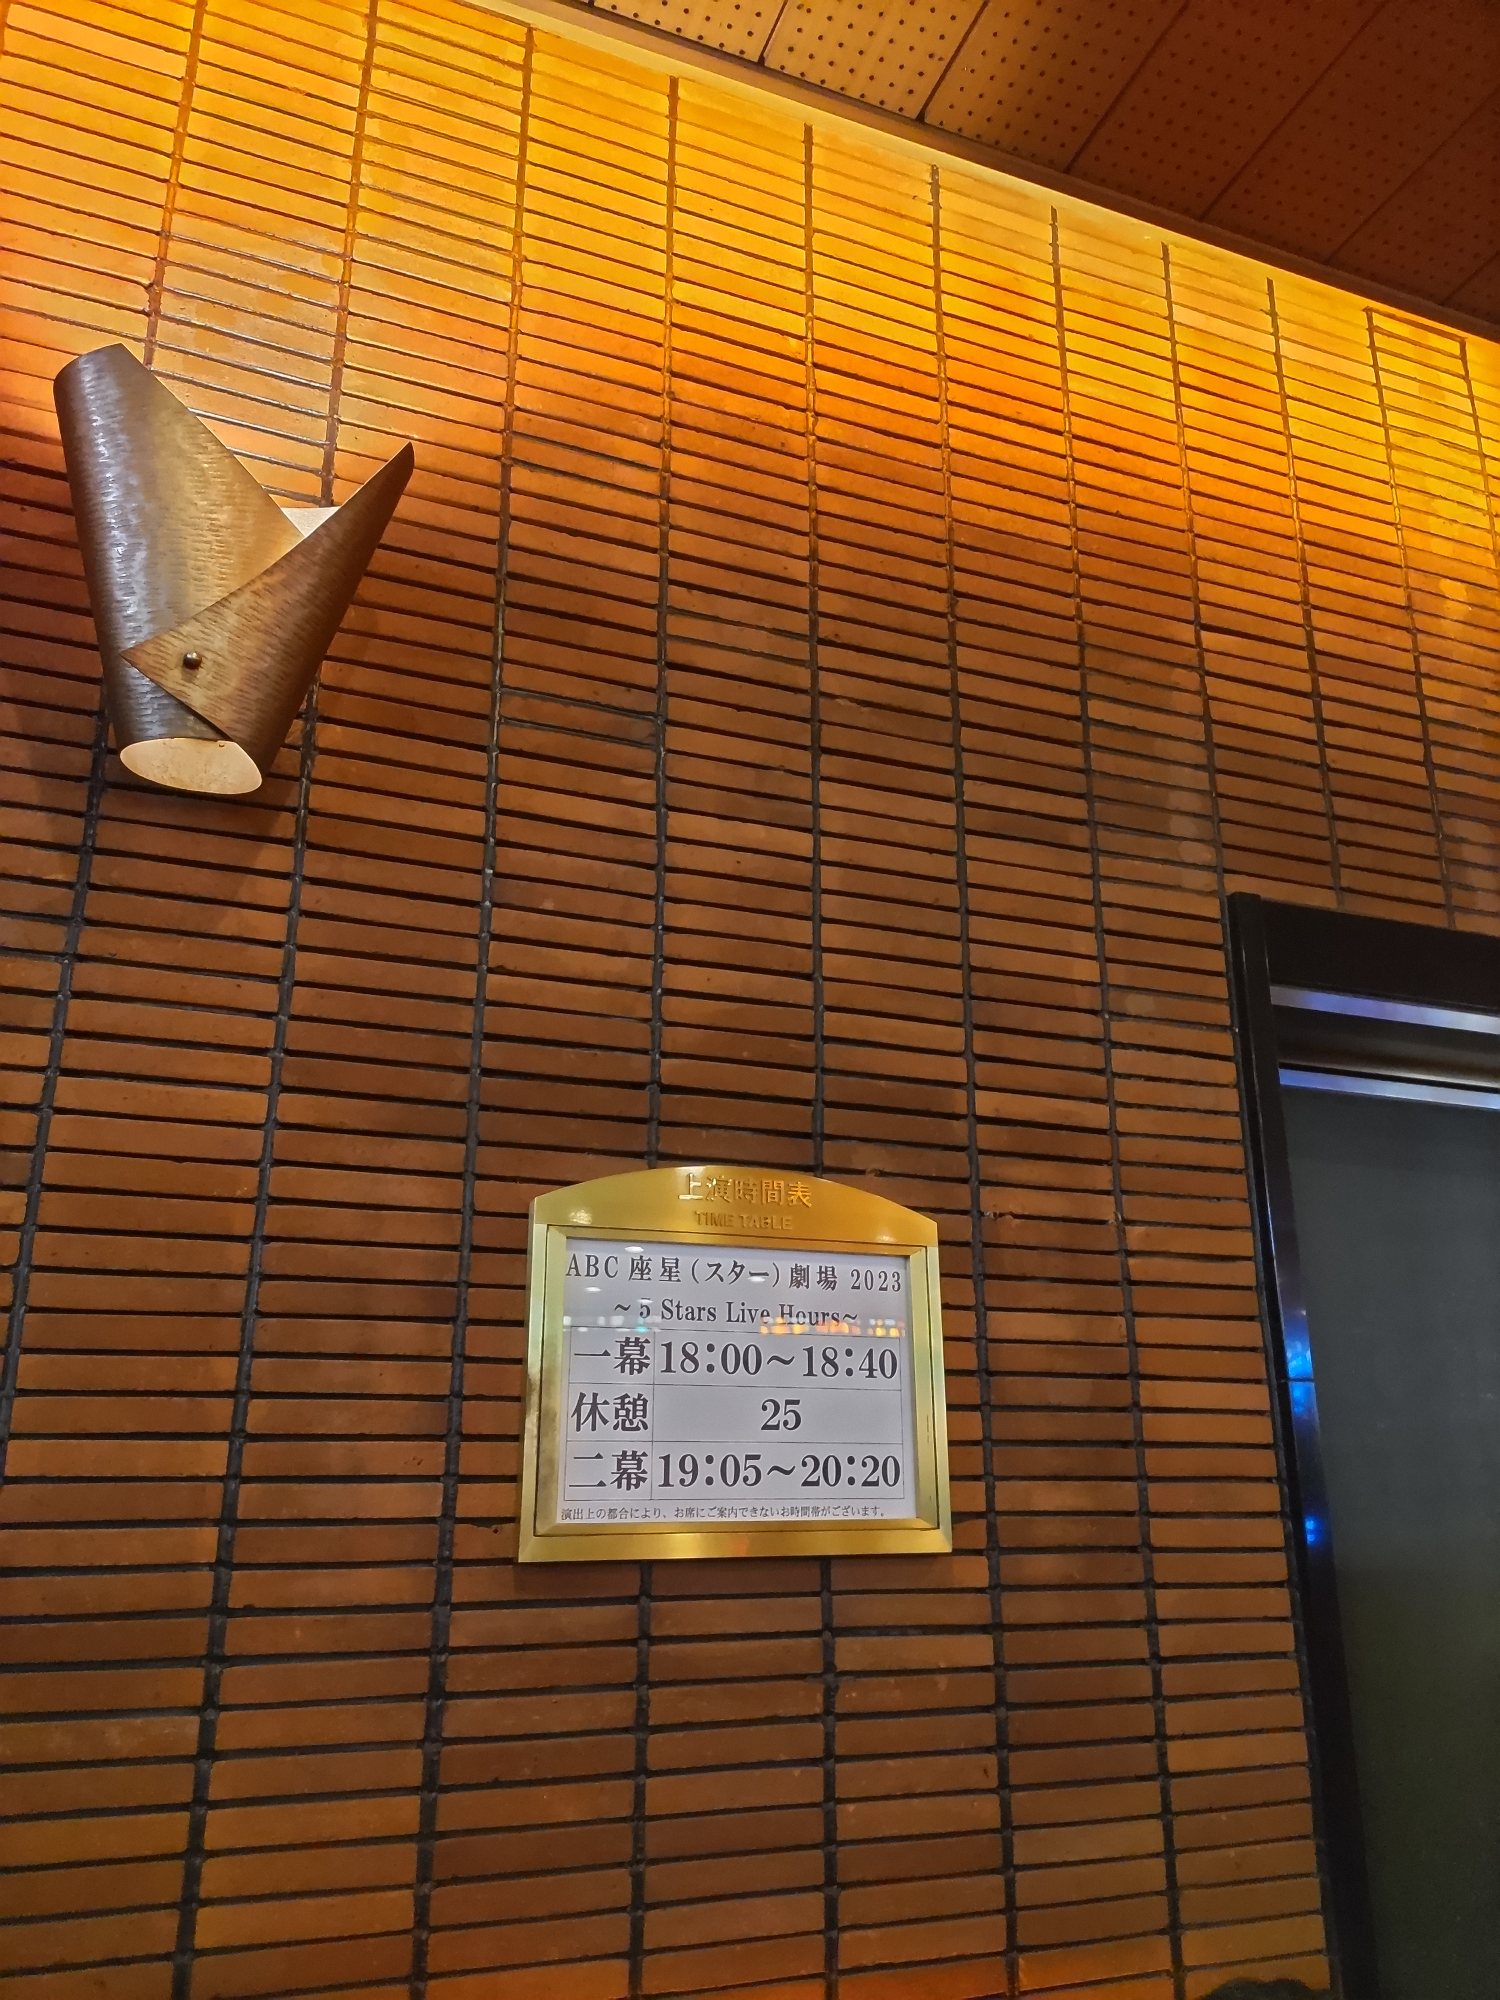 上演時間表
TIME TABLE
ABC座星(スター)劇場 2023
～5 Stars Live Hours～
一幕 18:00～18:40
休憩 25
二幕 19:05～20:20
演出上の都合により、お席にご案内できないお時間帯がございます。